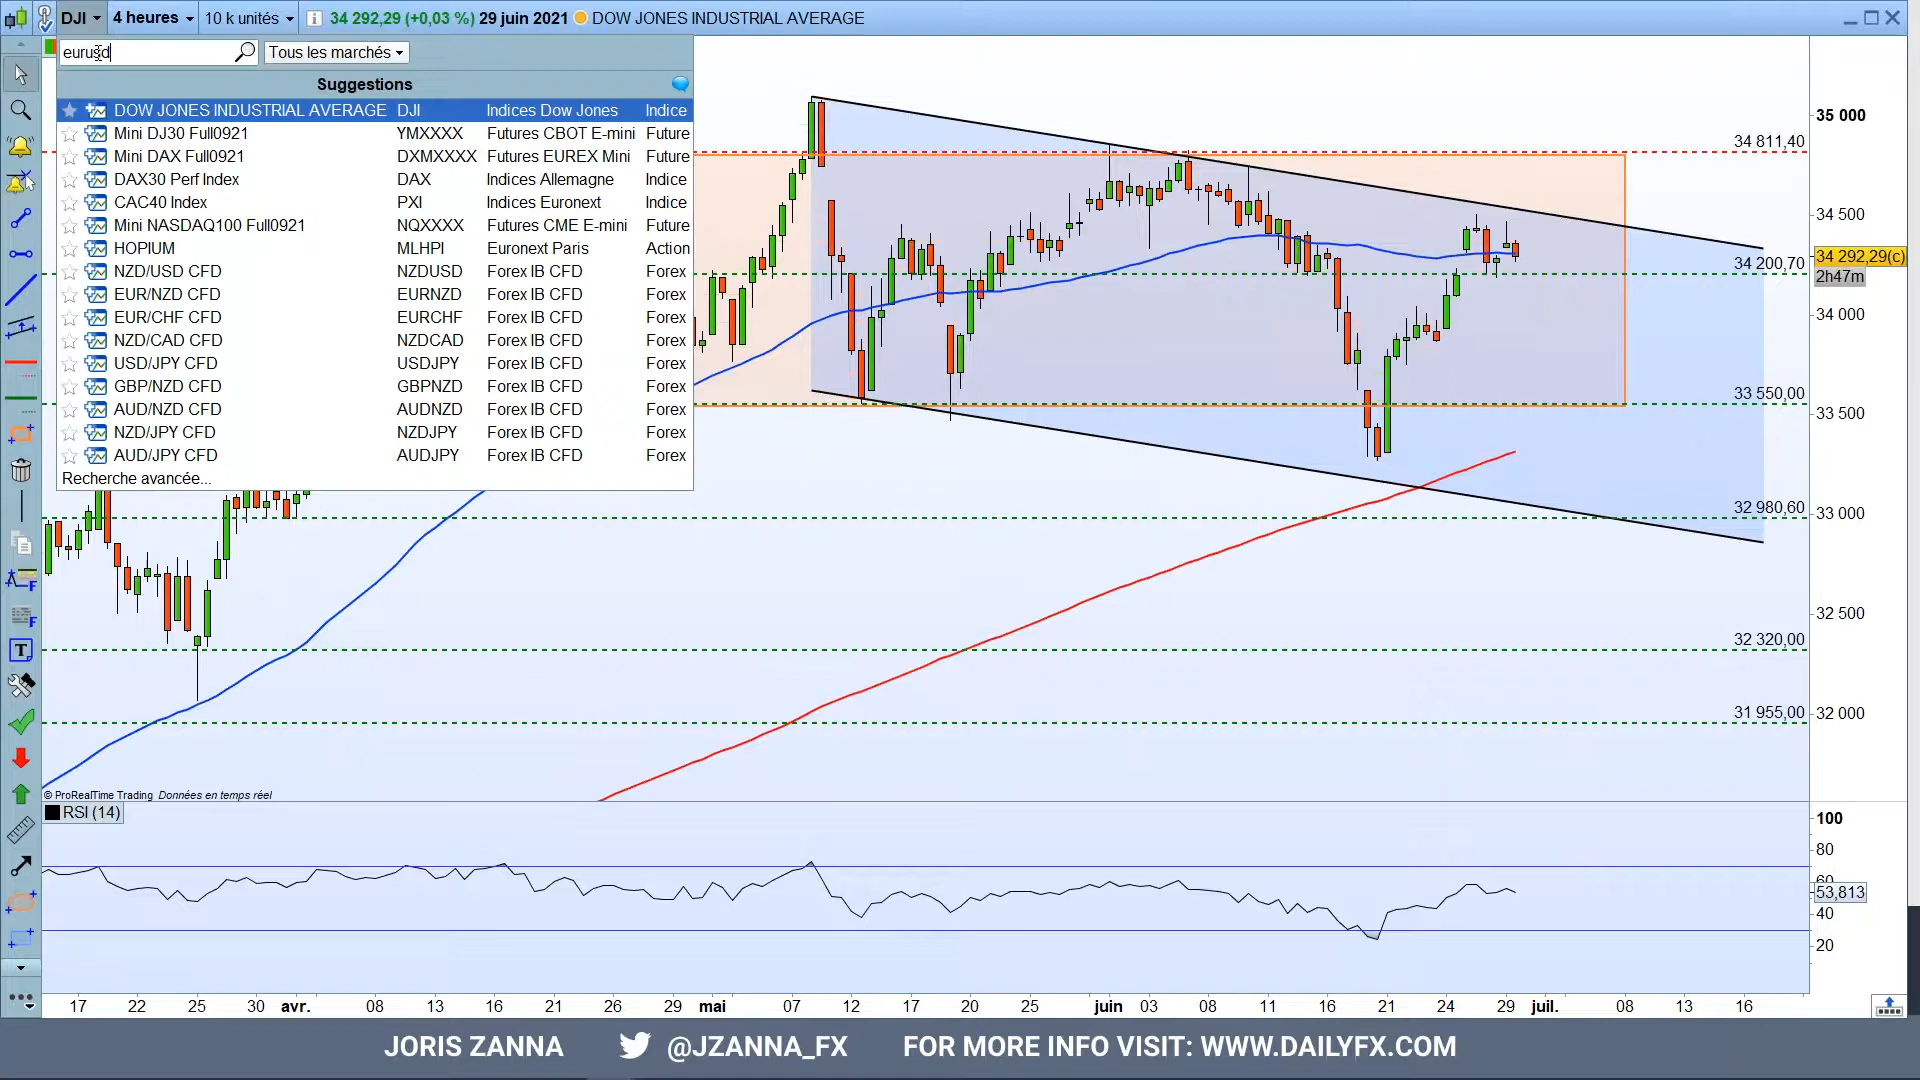 DJI 4 heures 10 k unités 34 292,29 (+0,03 %) 29 juin 2021 DOW JONES INDUSTRIAL AVERAGE
eurusd Tous les marchés
Suggestions
DOW JONES INDUSTRIAL AVERAGE DJI Indices Dow Jones Indice
Mini DJ30 Full0921 YMXXXX Futures CBOT E-mini Future
Mini DAX Full0921 DXMXXXX Futures EUREX Mini Future
DAX30 Perf Index DAX Indices Allemagne Indice
CAC40 Index PXI Indices Euronext Indice
Mini NASDAQ100 Full0921 NQXXXX Futures CME E-mini Future
HOPIUM MLHPI Euronext Paris Action
NZD/USD CFD NZDUSD Forex IB CFD Forex
EUR/NZD CFD EURNZD Forex IB CFD Forex
EUR/CHF CFD EURCHF Forex IB CFD Forex
NZD/CAD CFD NZDCAD Forex IB CFD Forex
USD/JPY CFD USDJPY Forex IB CFD Forex
GBP/NZD CFD GBPNZD Forex IB CFD Forex
AUD/NZD CFD AUDNZD Forex IB CFD Forex
NZD/JPY CFD NZDJPY Forex IB CFD Forex
AUD/JPY CFD AUDJPY Forex IB CFD Forex
Recherche avancée...
35 000
34 811,40
34 500
34 292,29(c)
34 200,70
2h47m
34 000
33 550,00
33 500
32 980,60
33 000
32 500
32 320,00
31 955,00
32 000
© ProRealTime Trading Données en temps réel
RSI (14)
100
80
60
53,813
40
20
17 22 25 30 avr. 08 13 16 21 26 29 mai 07 12 17 20 25 juin 03 08 11 16 21 24 29 juil. 08 13 16
JORIS ZANNA @JZANNA_FX FOR MORE INFO VISIT: WWW.DAILYFX.COM